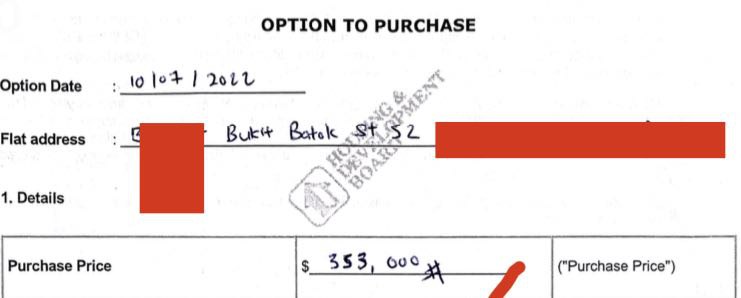 OPTION TO PURCHASE
Option Date : 10/07/2022
Flat address : Bukit Batok St 52
HOUSING &
DEVELOPMENT
BOARD
1. Details
Purchase Price $ 353,000 # ("Purchase Price")